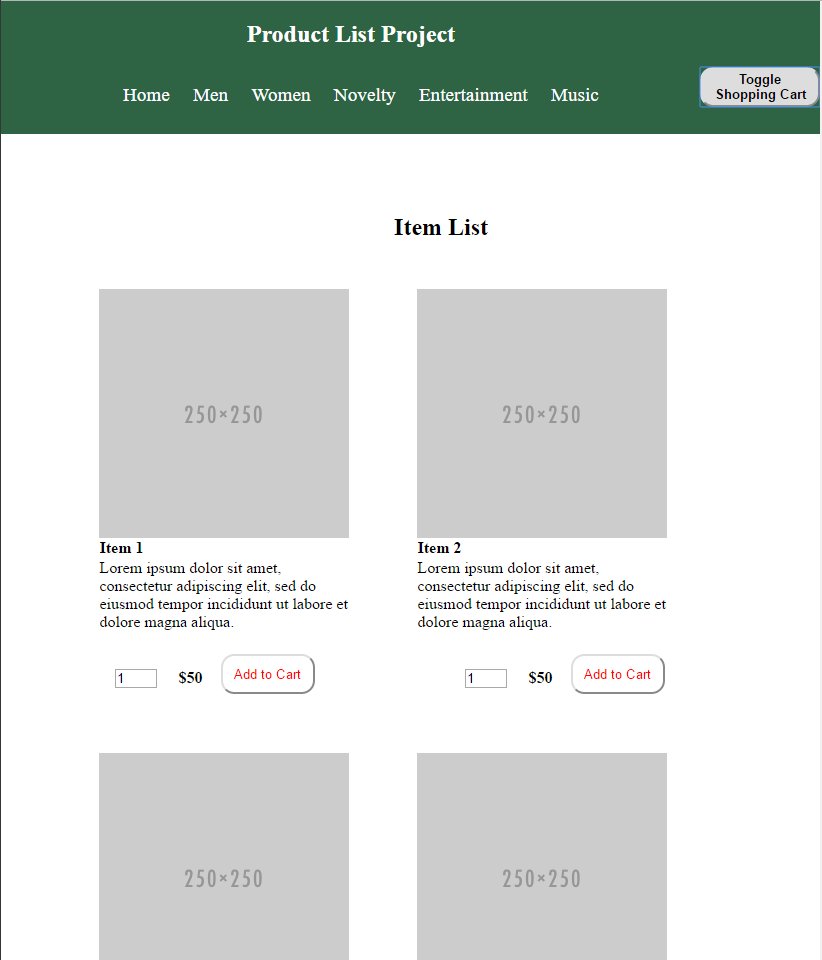 Product List Project
Home Men Women Novelty Entertainment Music
Toggle
Shopping Cart
Item List
250×250
250×250
Item 1
Lorem ipsum dolor sit amet,
consectetur adipiscing elit, sed do
eiusmod tempor incididunt ut labore et
dolore magna aliqua.
1 $50 Add to Cart
Item 2
Lorem ipsum dolor sit amet,
consectetur adipiscing elit, sed do
eiusmod tempor incididunt ut labore et
dolore magna aliqua.
1 $50 Add to Cart
250×250
250×250